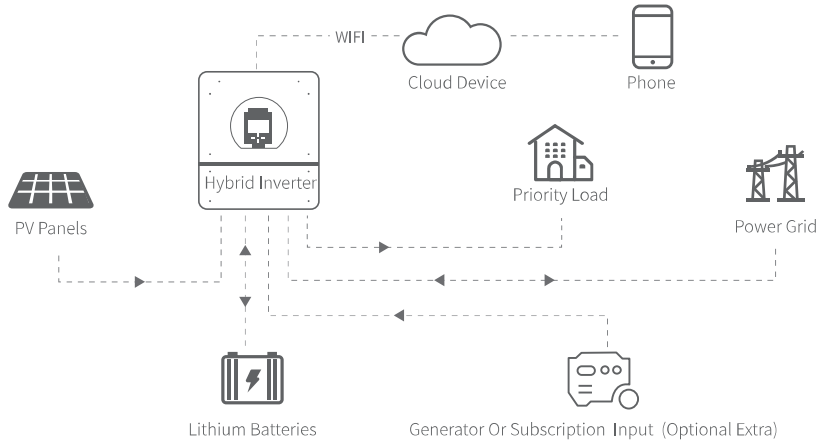 WIFI
Cloud Device
Phone
Hybrid Inverter
Priority Load
PV Panels
Power Grid
Lithium Batteries
Generator Or Subscription Input (Optional Extra)